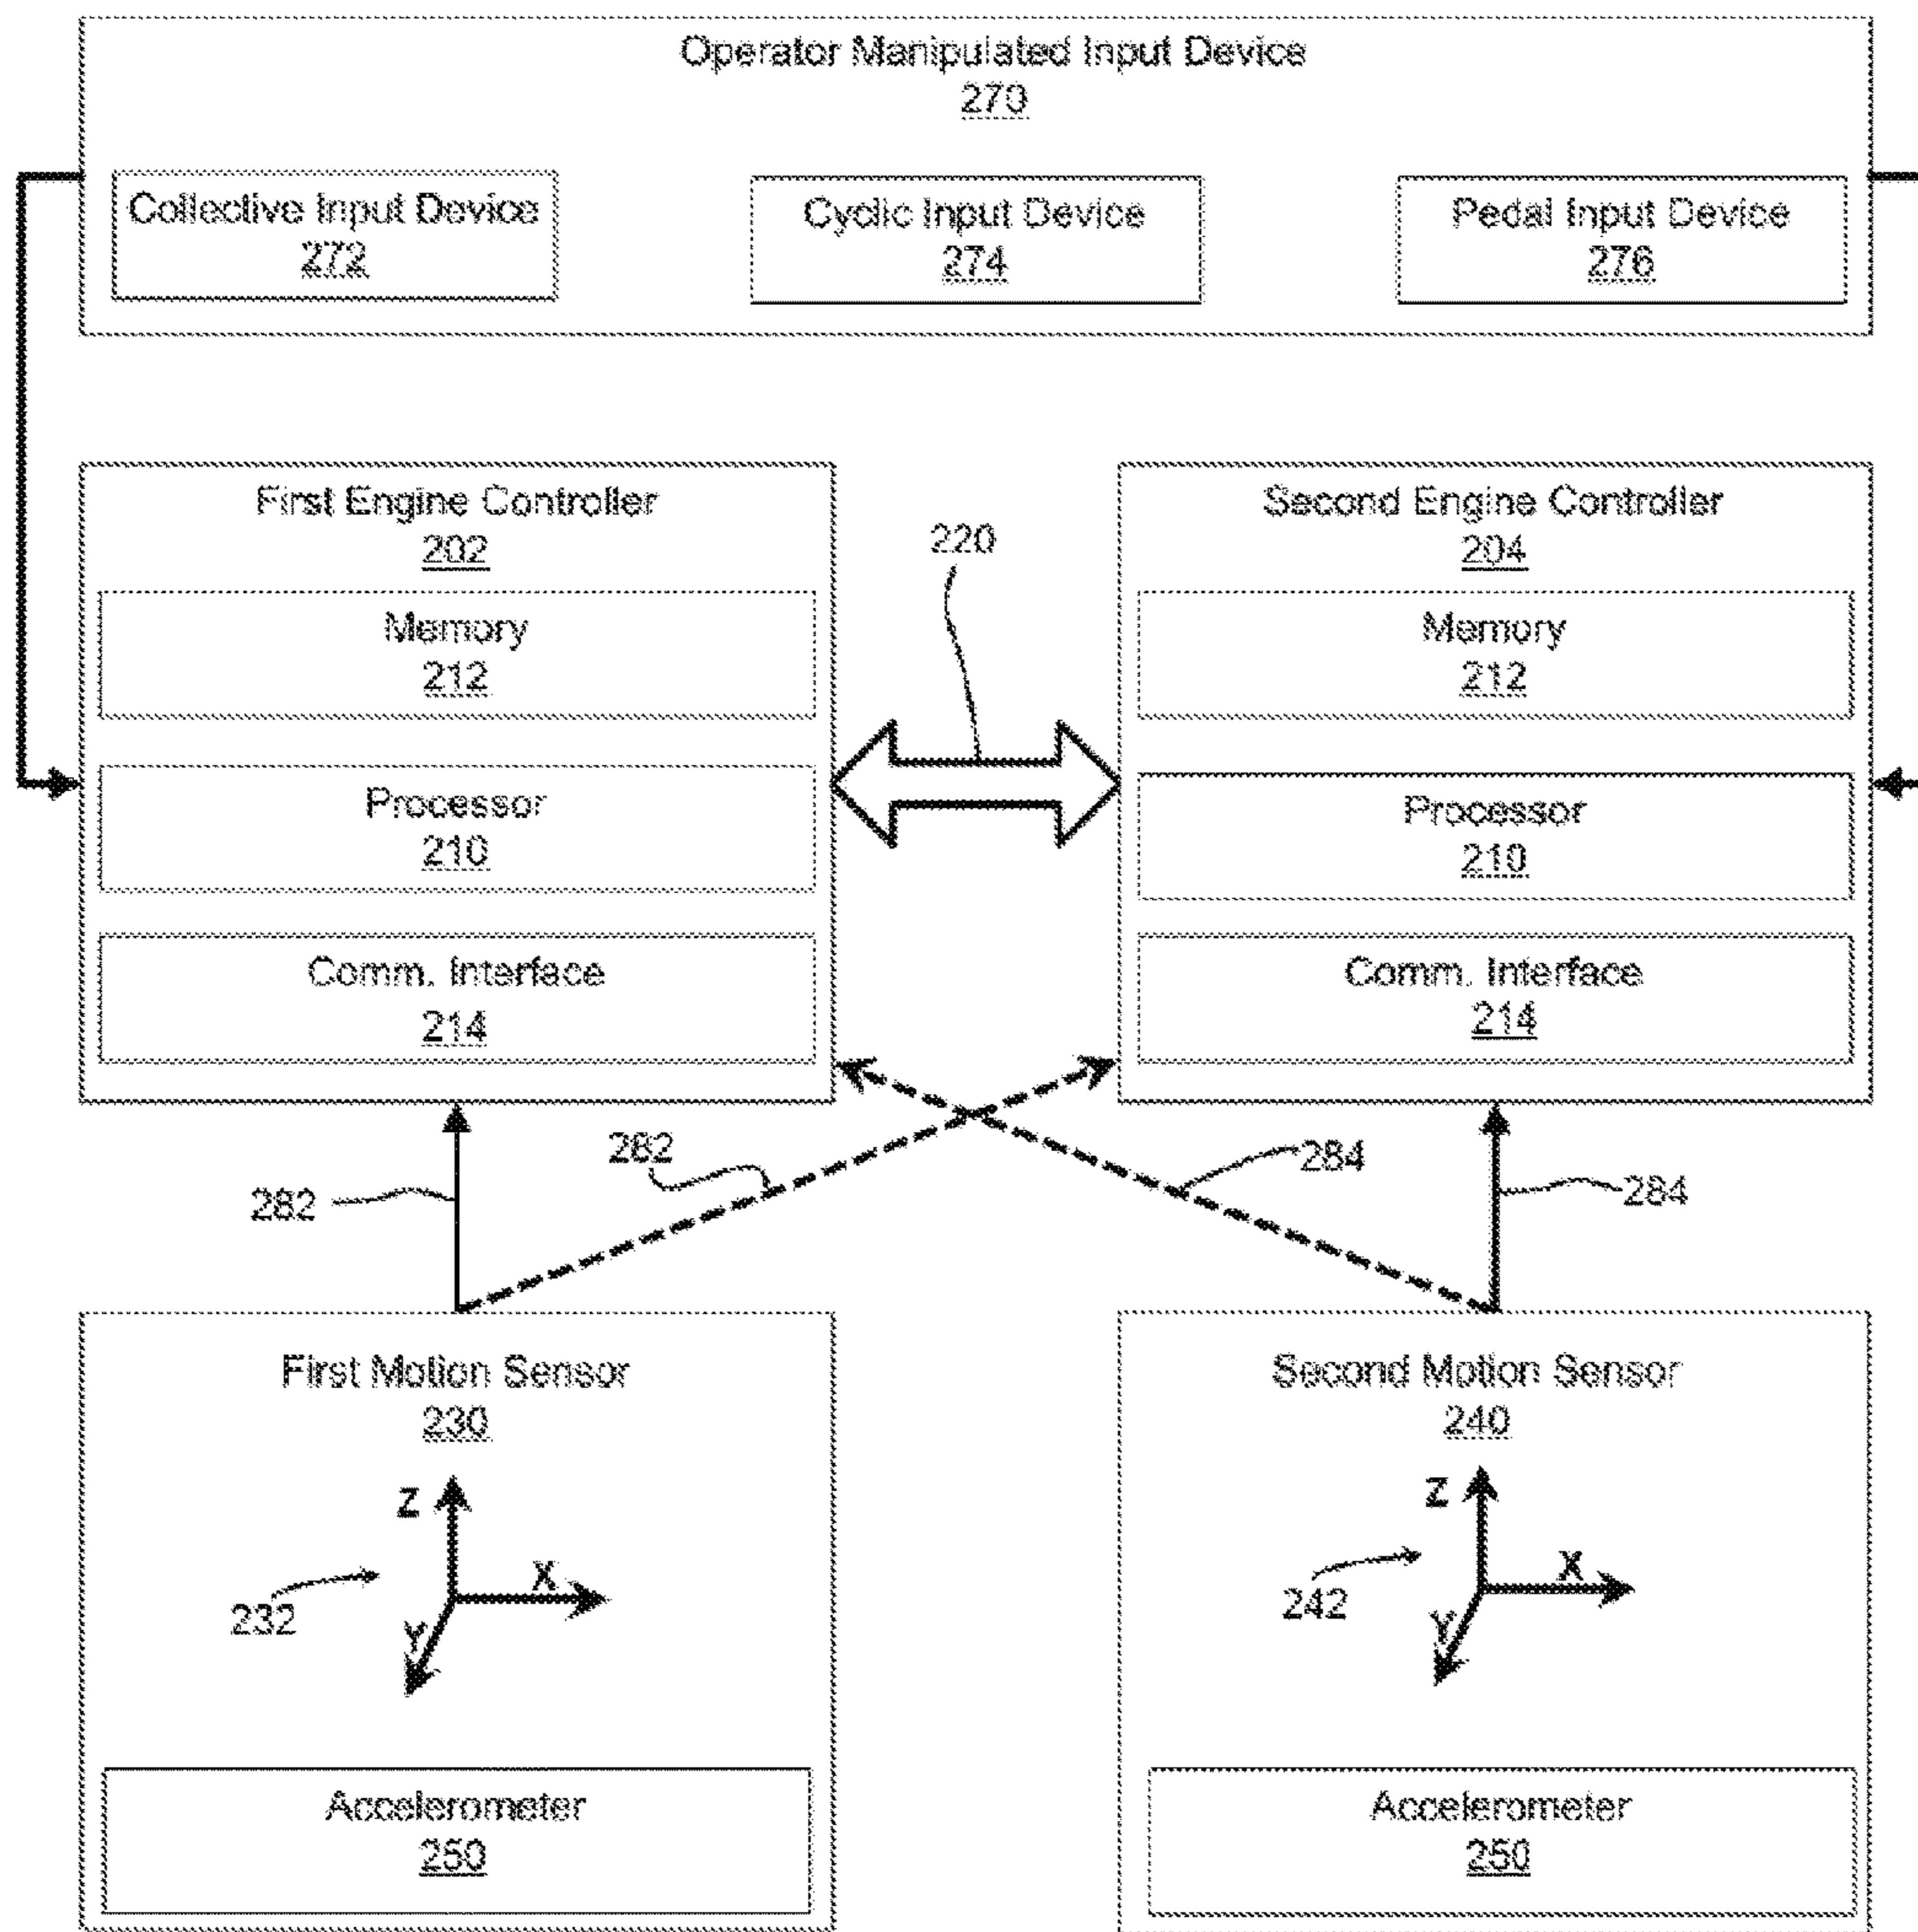 Operator Manipulated Input Device
270
Collective Input Device
272
Cyclic Input Device
274
Pedal Input Device
276
First Engine Controller
202
Memory
212
Processor
210
Comm. Interface
214
220
Second Engine Controller
204
Memory
212
Processor
210
Comm. Interface
214
282
282
284
284
First Motion Sensor
230
Z
X
Y
232
Accelerometer
250
Second Motion Sensor
240
Z
X
Y
242
Accelerometer
250